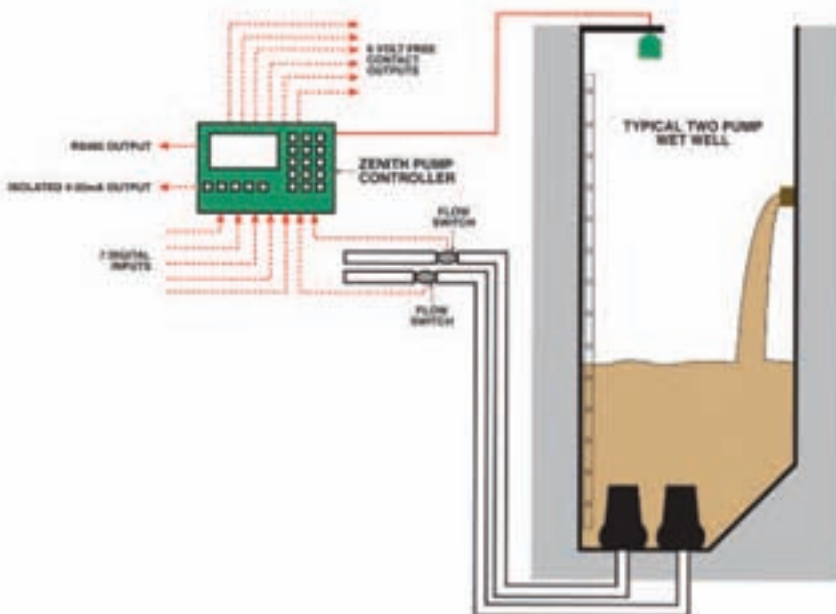 6 VOLT FREE
CONTACT
OUTPUTS
TYPICAL TWO PUMP
WET WELL
RS485 OUTPUT
ZENITH PUMP
CONTROLLER
ISOLATED 4-20mA OUTPUT
FLOW
SWITCH
7 DIGITAL
INPUTS
FLOW
SWITCH